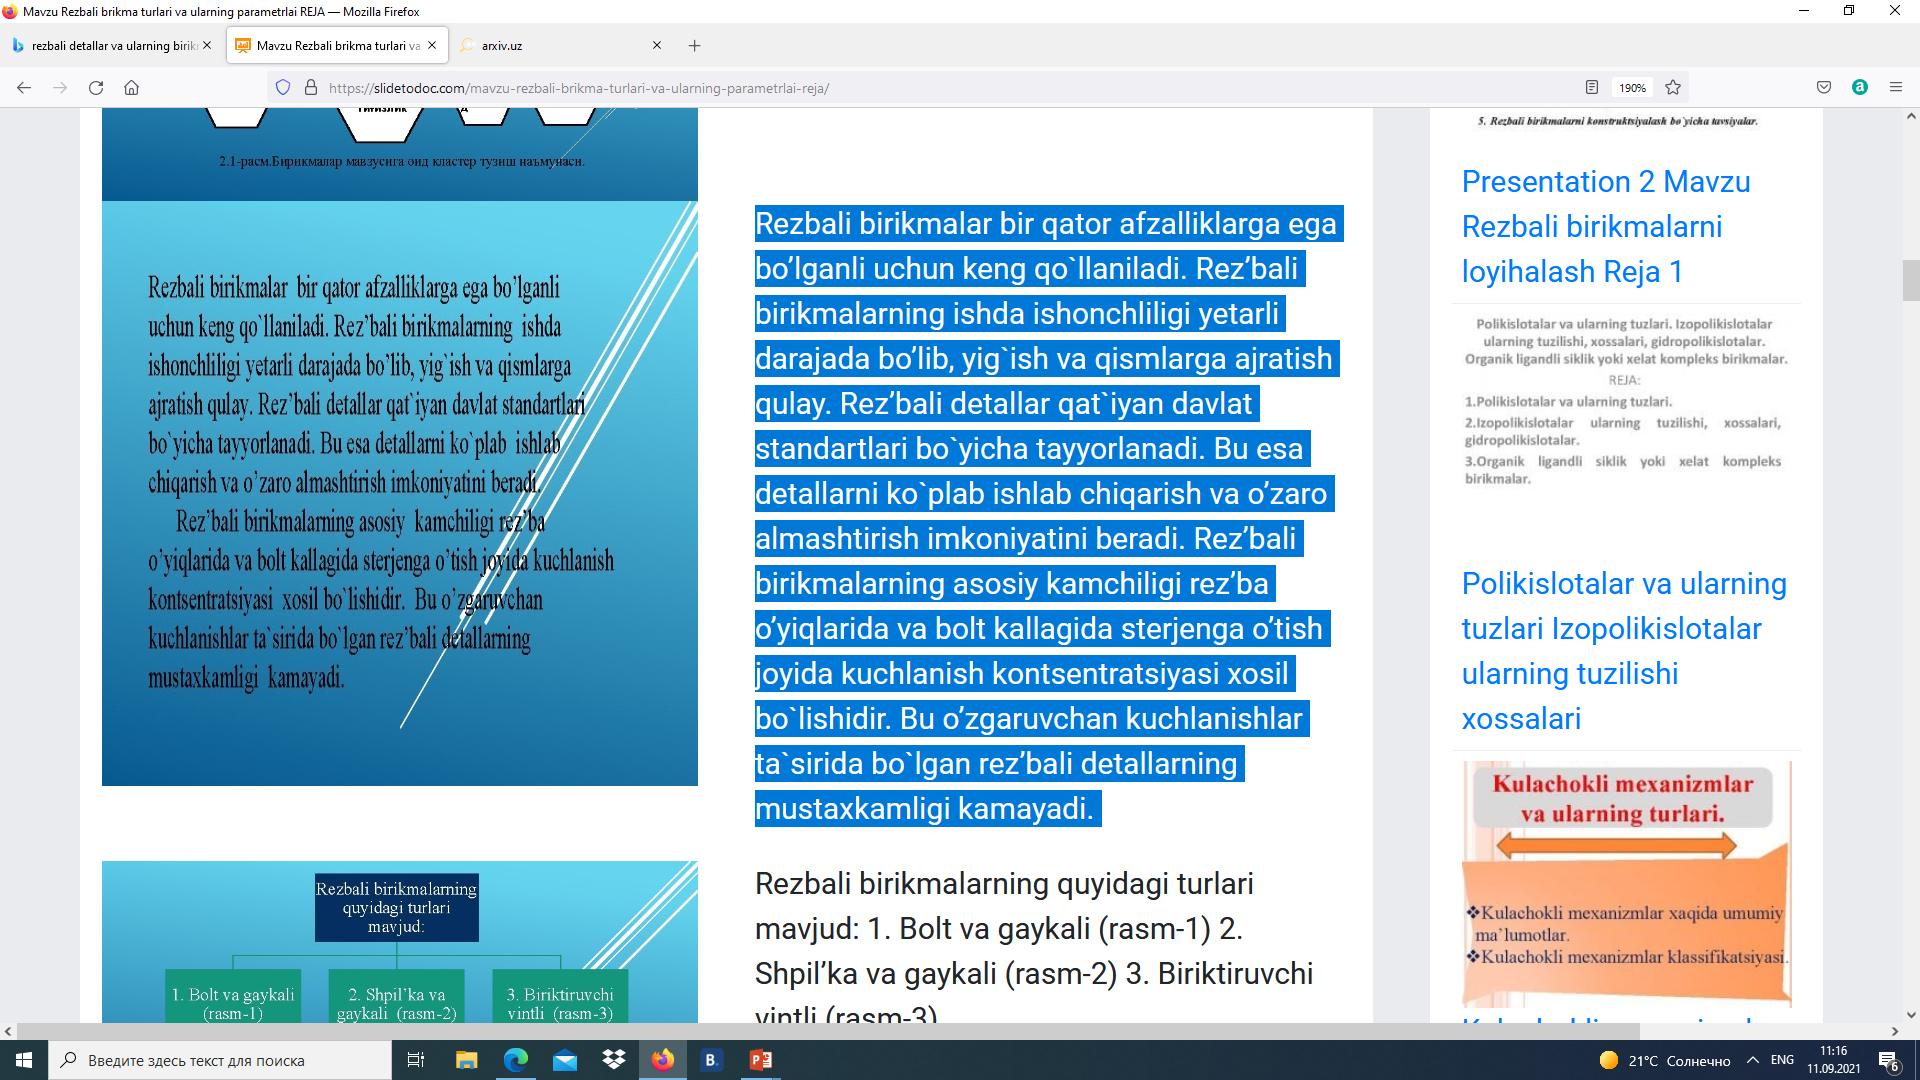 Mavzu Rezbali brikma turlari va ularning parametrlai REJA — Mozilla Firefox
rezbali detallar va ularning birik
Mavzu Rezbali brikma turlari va
arxiv.uz
https://slidetodoc.com/mavzu-rezbali-brikma-turlari-va-ularning-parametrlai-reja/
190%
2.1-расм.Бирикмалар мавзусига оид кластер тузиш наъмунаси.
Rezbali birikmalar bir qator afzalliklarga ega bo’lganli
uchun keng qo`llaniladi. Rez’bali birikmalarning ishda
ishonchliligi yetarli darajada bo’lib, yig`ish va qismlarga
ajratish qulay. Rez’bali detallar qat`iyan davlat standartlari
bo`yicha tayyorlanadi. Bu esa detallarni ko`plab ishlab
chiqarish va o’zaro almashtirish imkoniyatini beradi.
Rez’bali birikmalarning asosiy kamchiligi rez’ba
o’yiqlarida va bolt kallagida sterjenga o’tish joyida kuchlanish
kontsentratsiyasi xosil bo`lishidir. Bu o’zgaruvchan
kuchlanishlar ta`sirida bo`lgan rez’bali detallarning
mustaxkamligi kamayadi.
Rezbali birikmalarning
quyidagi turlari
mavjud:
1. Bolt va gaykali
(rasm-1)
2. Shpil’ka va
gaykali (rasm-2)
3. Biriktiruvchi
vintli (rasm-3)
Rezbali birikmalar bir qator afzalliklarga ega
bo’lganli uchun keng qo`llaniladi. Rez’bali
birikmalarning ishda ishonchliligi yetarli
darajada bo’lib, yig`ish va qismlarga ajratish
qulay. Rez’bali detallar qat`iyan davlat
standartlari bo`yicha tayyorlanadi. Bu esa
detallarni ko`plab ishlab chiqarish va o’zaro
almashtirish imkoniyatini beradi. Rez’bali
birikmalarning asosiy kamchiligi rez’ba
o’yiqlarida va bolt kallagida sterjenga o’tish
joyida kuchlanish kontsentratsiyasi xosil
bo`lishidir. Bu o’zgaruvchan kuchlanishlar
ta`sirida bo`lgan rez’bali detallarning
mustaxkamligi kamayadi.
Rezbali birikmalarning quyidagi turlari
mavjud: 1. Bolt va gaykali (rasm-1) 2.
Shpil’ka va gaykali (rasm-2) 3. Biriktiruvchi
vintli (rasm-3)
5. Rezbali birikmalarni konstruktsiyalash bo`yicha tavsiyalar.
Presentation 2 Mavzu
Rezbali birikmalarni
loyihalash Reja 1
Polikislotalar va ularning tuzlari. Izopolikislotalar
ularning tuzilishi, xossalari, gidropolikislotalar.
Organik ligandli siklik yoki xelat kompleks birikmalar.
REJA:
1.Polikislotalar va ularning tuzlari.
2.Izopolikislotalar ularning tuzilishi, xossalari,
gidropolikislotalar.
3.Organik ligandli siklik yoki xelat kompleks
birikmalar.
Polikislotalar va ularning
tuzlari Izopolikislotalar
ularning tuzilishi
xossalari
Kulachokli mexanizmlar
va ularning turlari.
❖Kulachokli mexanizmlar xaqida umumiy
ma’lumotlar.
❖Kulachokli mexanizmlar klassifikatsiyasi.
Введите здесь текст для поиска
B.
21°C Солнечно
ENG
11:16
11.09.2021
6